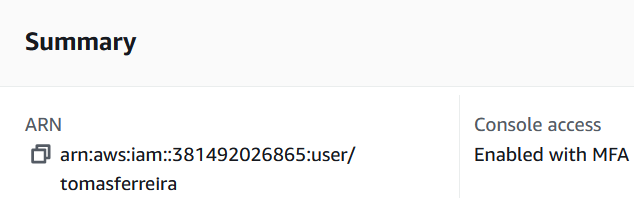 Summary
ARN
arn:aws:iam::381492026865:user/
tomasferreira
Console access
Enabled with MFA